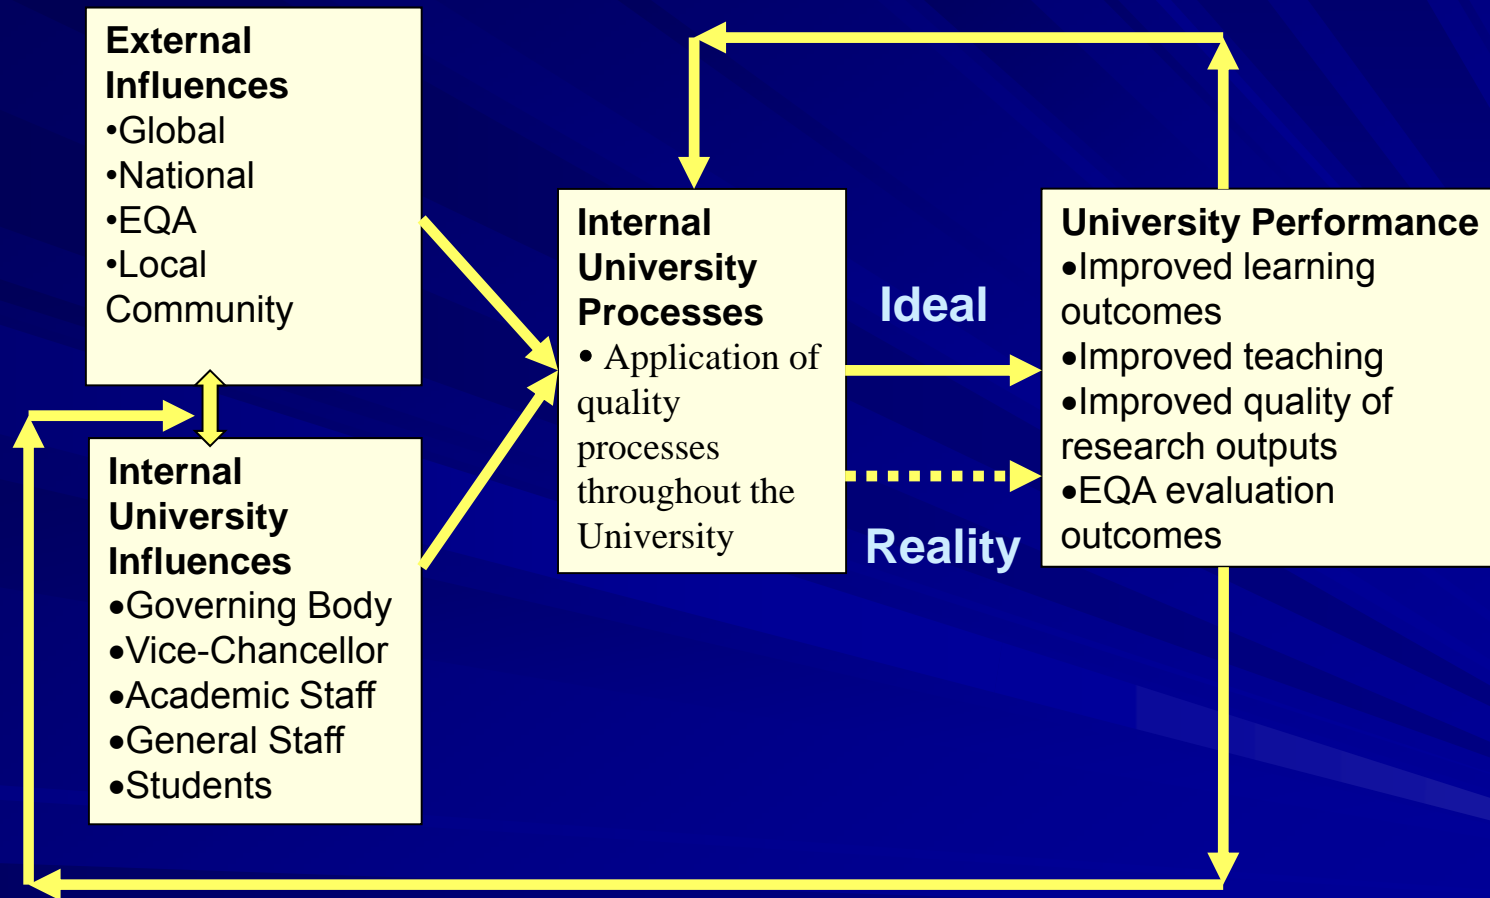 External
Influences
•Global
•National
•EQA
•Local
Community
Internal
University
Influences
•Governing Body
•Vice-Chancellor
•Academic Staff
•General Staff
•Students
Internal
University
Processes
• Application of
quality
processes
throughout the
University
Ideal
Reality
University Performance
•Improved learning
outcomes
•Improved teaching
•Improved quality of
research outputs
•EQA evaluation
outcomes